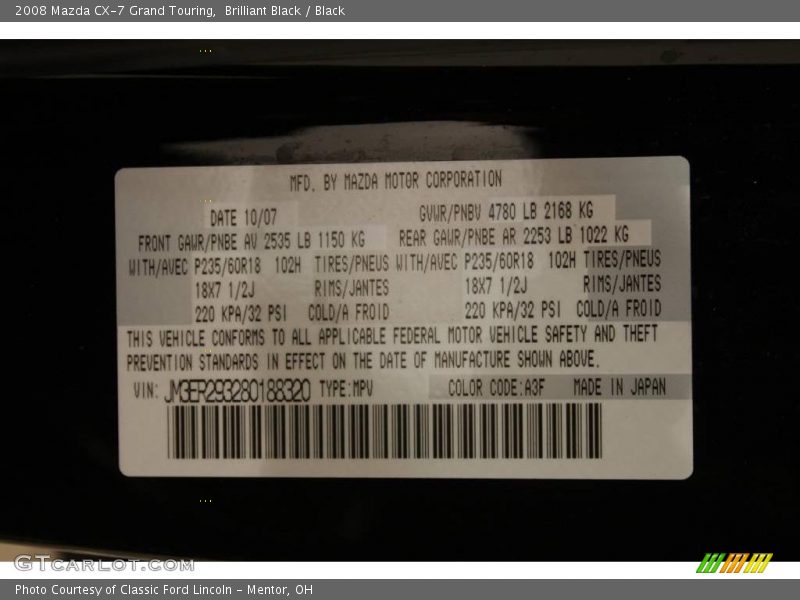 2008 Mazda CX-7 Grand Touring,  Brilliant Black / Black
MFD. BY MAZDA MOTOR CORPORATION
DATE 10/07 GVWR/PNBV 4780 LB 2168 KG
FRONT GAWR/PNBE AV 2535 LB 1150 KG REAR GAWR/PNBE AR 2253 LB 1022 KG
WITH/AVEC P235/60R18 102H TIRES/PNEUS WITH/AVEC P235/60R18 102H TIRES/PNEUS
18X7 1/2J RIMS/JANTES 18X7 1/2J RIMS/JANTES
220 KPA/32 PSI COLD/A FROID 220 KPA/32 PSI COLD/A FROID
THIS VEHICLE CONFORMS TO ALL APPLICABLE FEDERAL MOTOR VEHICLE SAFETY AND THEFT
PREVENTION STANDARDS IN EFFECT ON THE DATE OF MANUFACTURE SHOWN ABOVE.
VIN: JM3ER293280188320 TYPE:MPV COLOR CODE:A3F MADE IN JAPAN
GTCarLot.com
Photo Courtesy of Classic Ford Lincoln - Mentor, OH